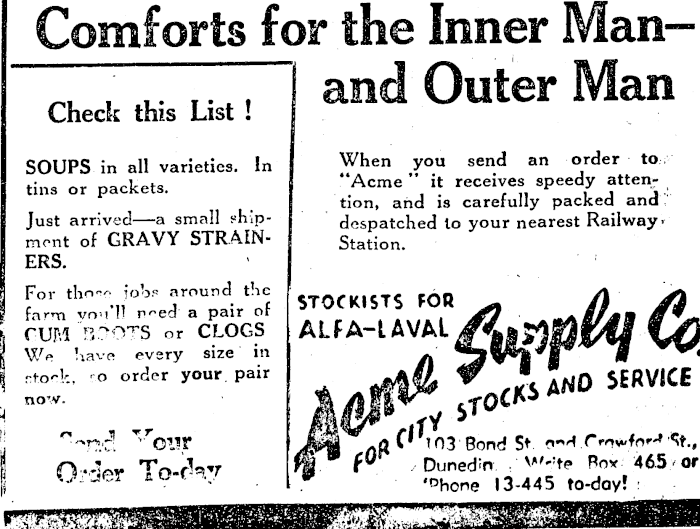 Comforts for the Inner Man—
and Outer Man
Check this List !
SOUPS in all varieties. In
tins or packets.
Just arrived—a small ship-
ment of GRAVY STRAIN-
ERS.
For those jobs around the
farm you'll need a pair of
GUM BOOTS or CLOGS
We have every size in
stock, so order your pair
now.
Send Your
Order To-day
When you send an order to
"Acme" it receives speedy atten-
tion, and is carefully packed and
despatched to your nearest Railway
Station.
STOCKISTS FOR
ALFA-LAVAL
Acme Supply Co
FOR CITY STOCKS AND SERVICE
103 Bond St. and Crawford St.,
Dunedin. Write Box 465 or
'Phone 13-445 to-day!